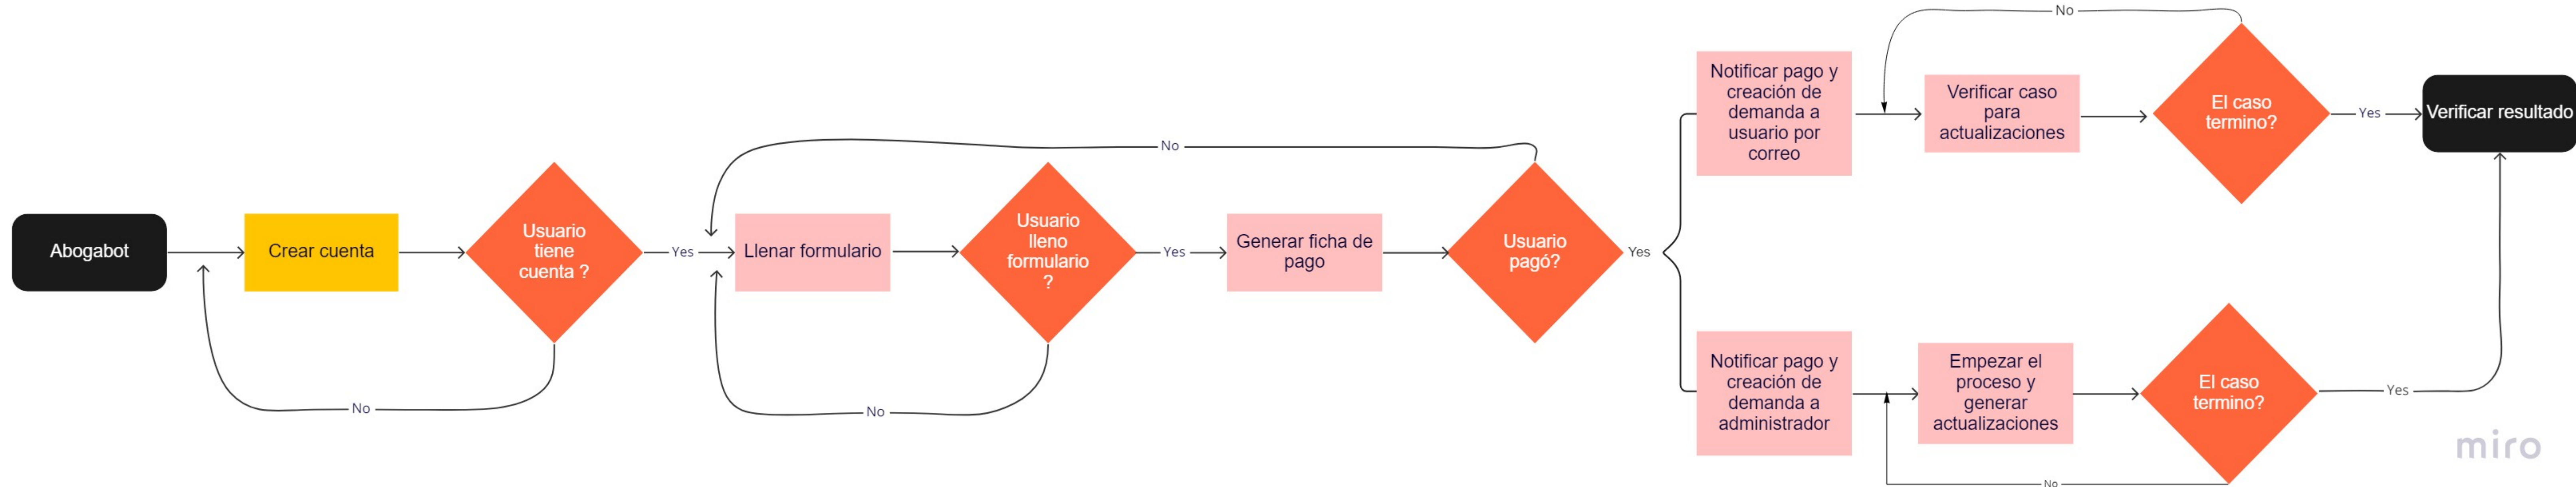 Abogabot
Crear cuenta
Usuario
tiene
cuenta ?
No
Yes
Llenar formulario
Usuario
lleno
formulario
?
No
Yes
Generar ficha de
pago
Usuario
pagó?
No
Yes
Notificar pago y
creación de
demanda a
usuario por
correo
Verificar caso
para
actualizaciones
El caso
termino?
No
Yes
Verificar resultado
Notificar pago y
creación de
demanda a
administrador
Empezar el
proceso y
generar
actualizaciones
El caso
termino?
No
Yes
miro